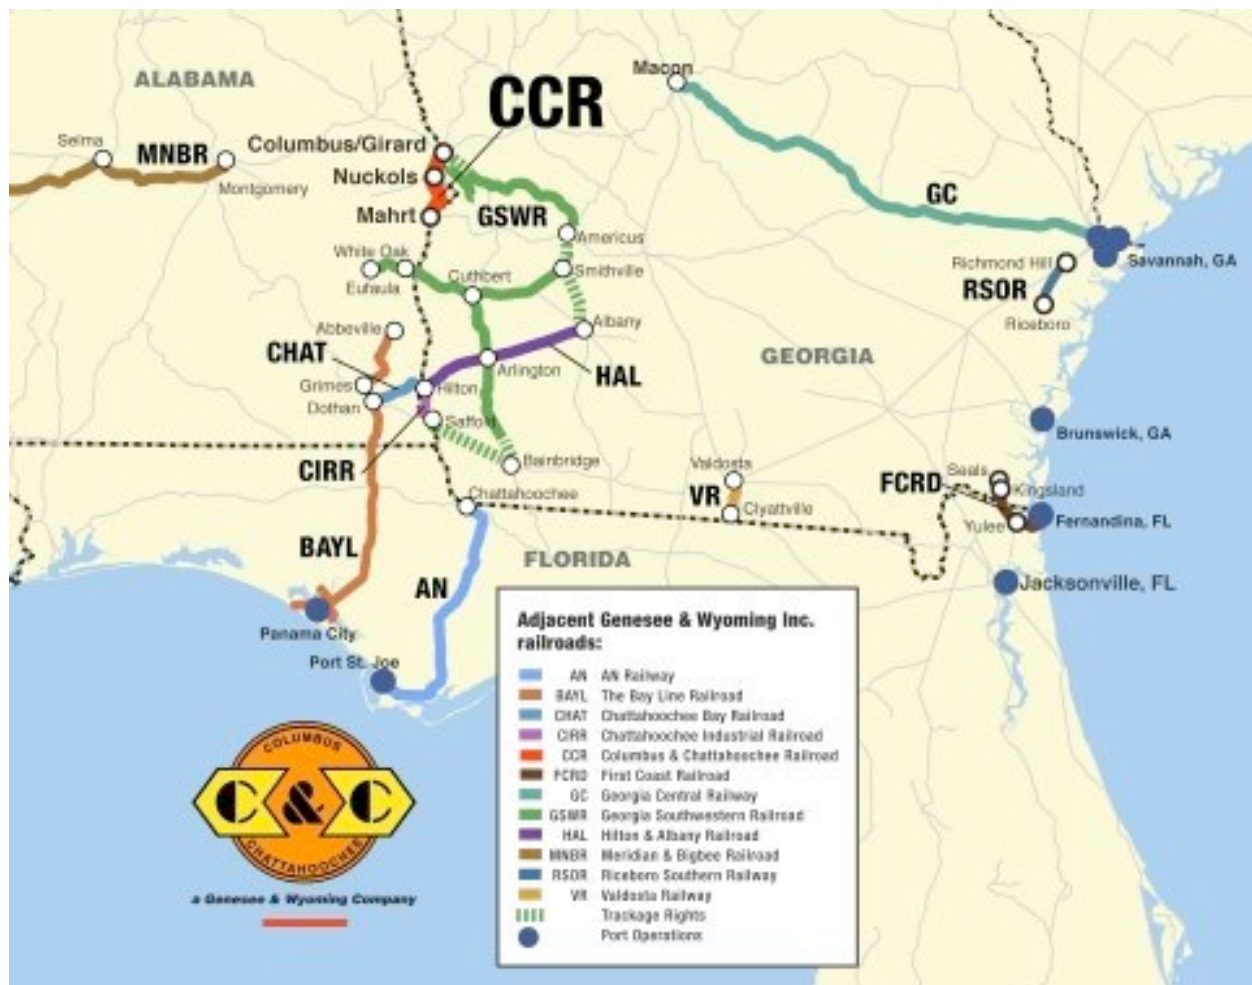 ALABAMA
Macon
CCR
Selma
MNBR
Columbus/Girard
Nuckols
Montgomery
Mahrt
GSWR
GC
Americus
White Oak
Eufaula
Cuthbert
Smithville
Richmond Hill
Savannah, GA
RSOR
Riceboro
Abbeville
Albany
CHAT
GEORGIA
Grimes
Hilton
Arlington
HAL
Dothan
Saffold
Brunswick, GA
CIRR
Bainbridge
Valdosta
Seals
FCRD
Kingsland
Chattahoochee
VR
Clyattville
Yulee
Fernandina, FL
BAYL
FLORIDA
AN
Jacksonville, FL
Panama City
Port St. Joe
Adjacent Genesee & Wyoming Inc.
railroads:
AN AN Railway
BAYL The Bay Line Railroad
CHAT Chattahoochee Bay Railroad
CIRR Chattahoochee Industrial Railroad
CCR Columbus & Chattahoochee Railroad
FCRD First Coast Railroad
GC Georgia Central Railway
GSWR Georgia Southwestern Railroad
HAL Hilton & Albany Railroad
MNBR Meridian & Bigbee Railroad
RSOR Riceboro Southern Railway
VR Valdosta Railway
Trackage Rights
Port Operations
COLUMBUS
C & C
CHATTAHOOCHEE
a Genesee & Wyoming Company